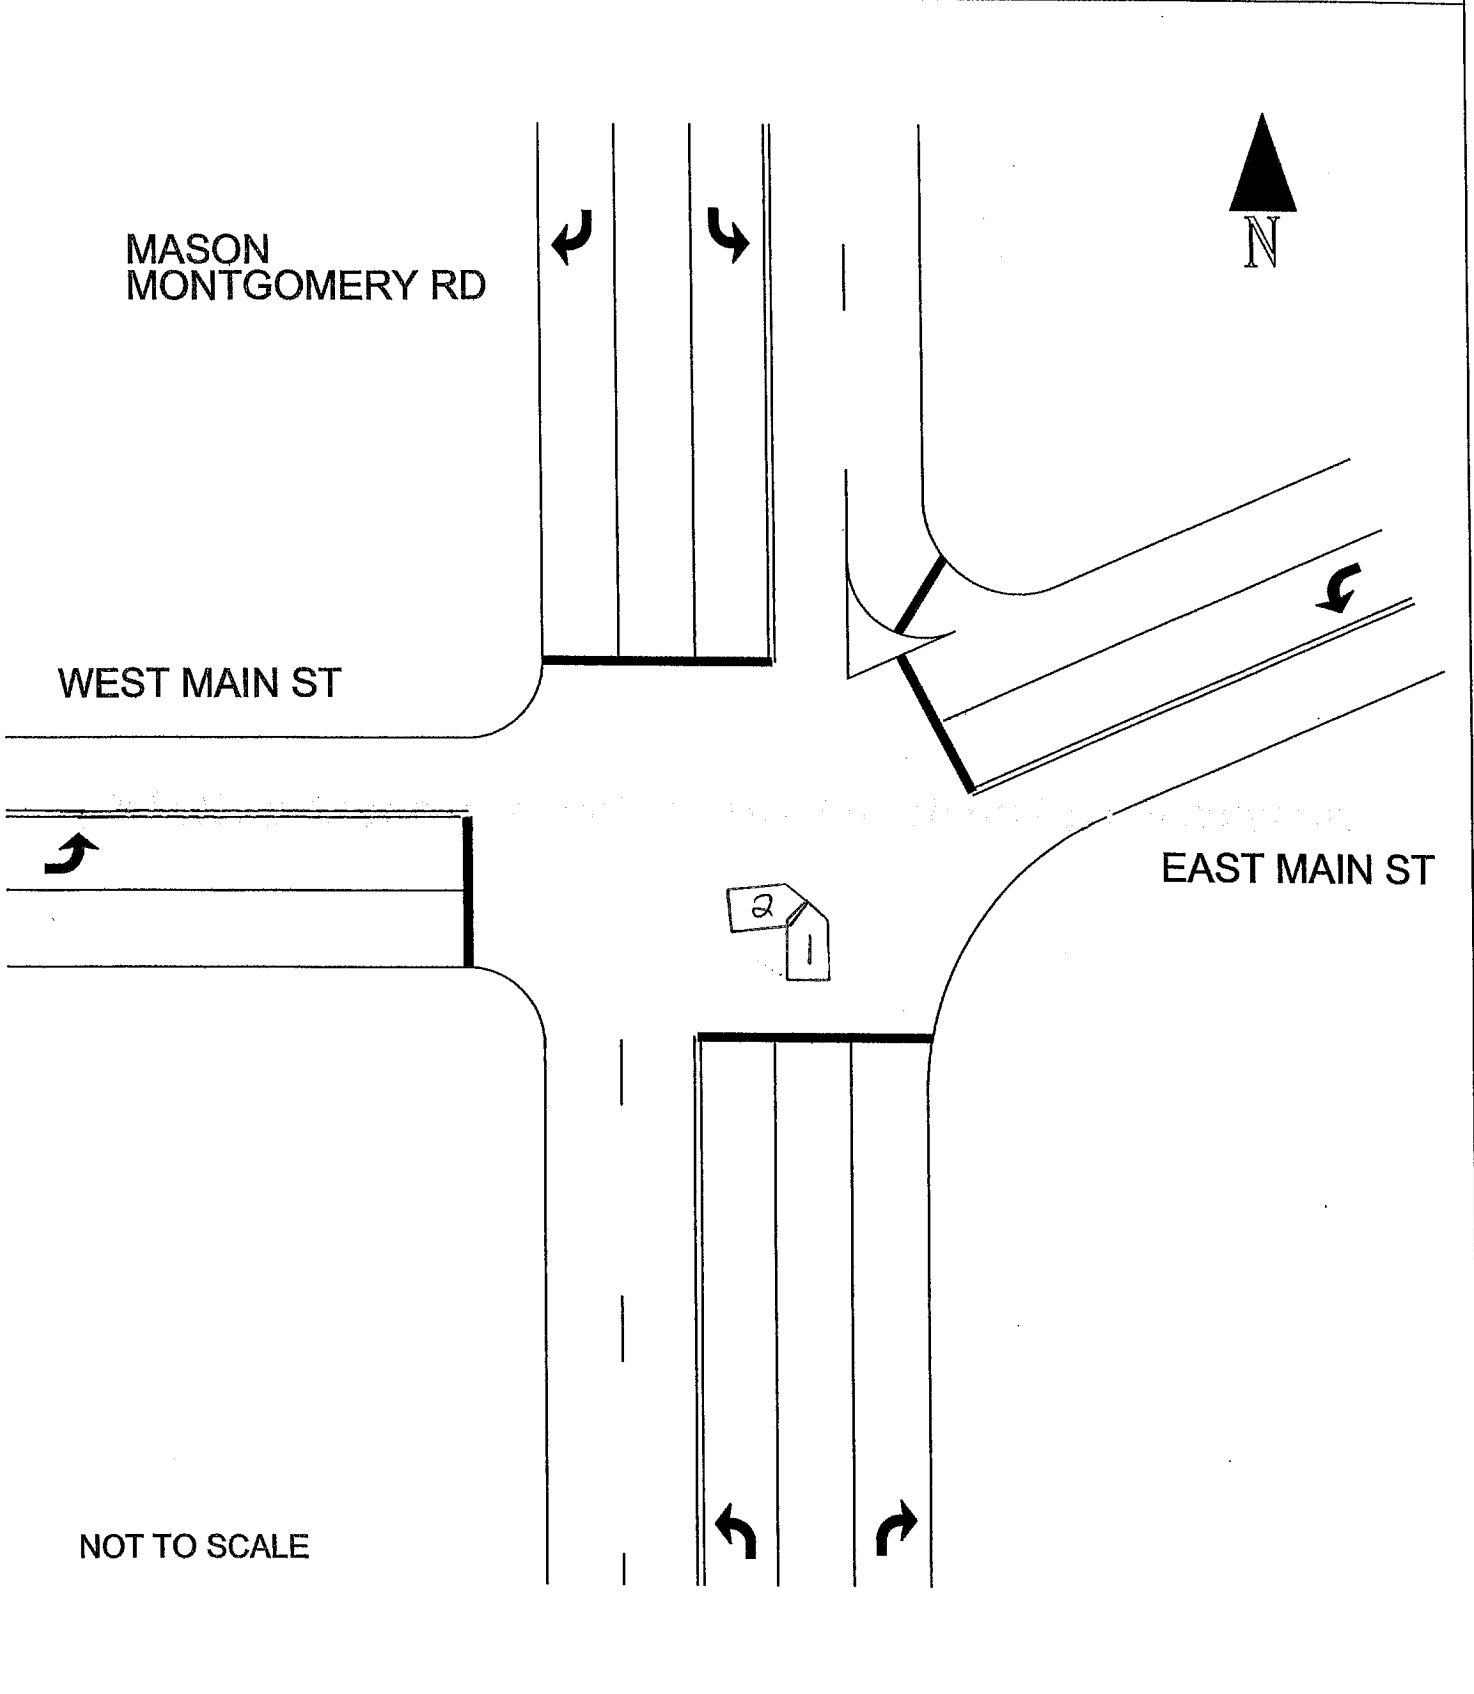 N
MASON
MONTGOMERY RD
WEST MAIN ST
EAST MAIN ST
2
1
NOT TO SCALE